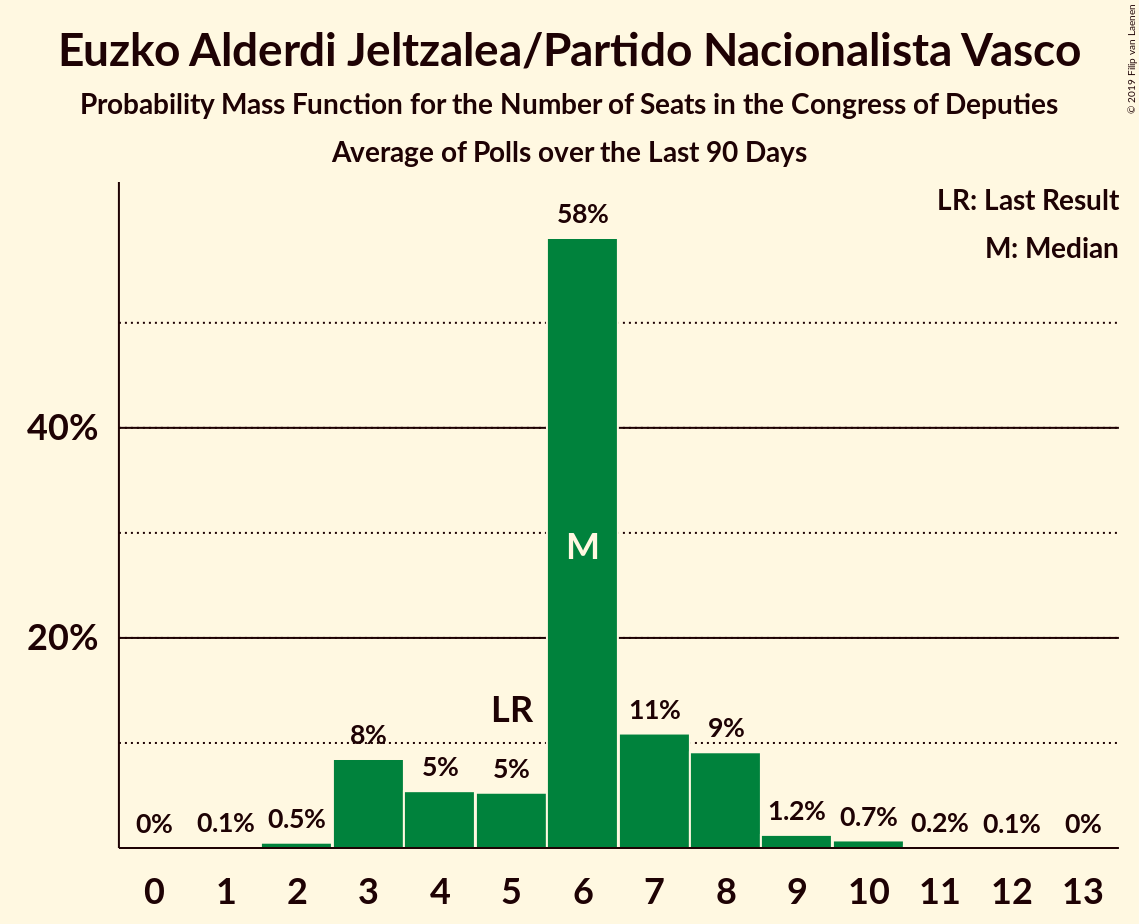 Euzko Alderdi Jeltzalea/Partido Nacionalista Vasco
Probability Mass Function for the Number of Seats in the Congress of Deputies
Average of Polls over the Last 90 Days
© 2019 Filip van Laenen
LR: Last Result
M: Median
58%
40%
M
20%
LR
11%
8%
9%
5%
5%
0%
0.1%
0.5%
1.2%
0.7%
0.2%
0.1%
0%
0 1 2 3 4 5 6 7 8 9 10 11 12 13